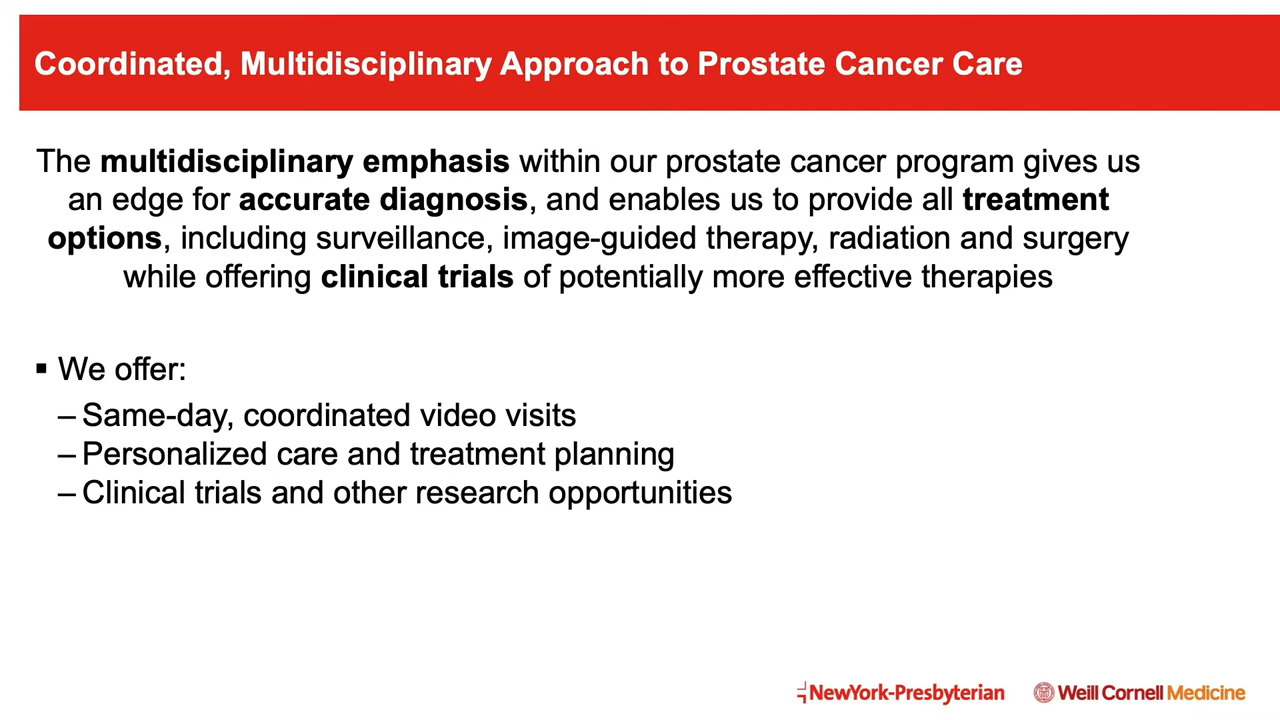 Coordinated, Multidisciplinary Approach to Prostate Cancer Care
The multidisciplinary emphasis within our prostate cancer program gives us
an edge for accurate diagnosis, and enables us to provide all treatment
options, including surveillance, image-guided therapy, radiation and surgery
while offering clinical trials of potentially more effective therapies
▪ We offer:
– Same-day, coordinated video visits
– Personalized care and treatment planning
– Clinical trials and other research opportunities
NewYork-Presbyterian Weill Cornell Medicine